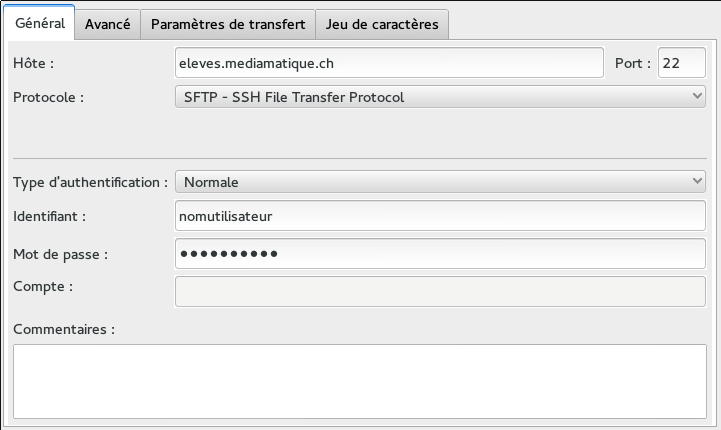 Général Avancé Paramètres de transfert Jeu de caractères
Hôte : eleves.mediamatique.ch Port : 22
Protocole : SFTP - SSH File Transfer Protocol
Type d'authentification : Normale
Identifiant : nomutilisateur
Mot de passe : ●●●●●●●●●●
Compte :
Commentaires :